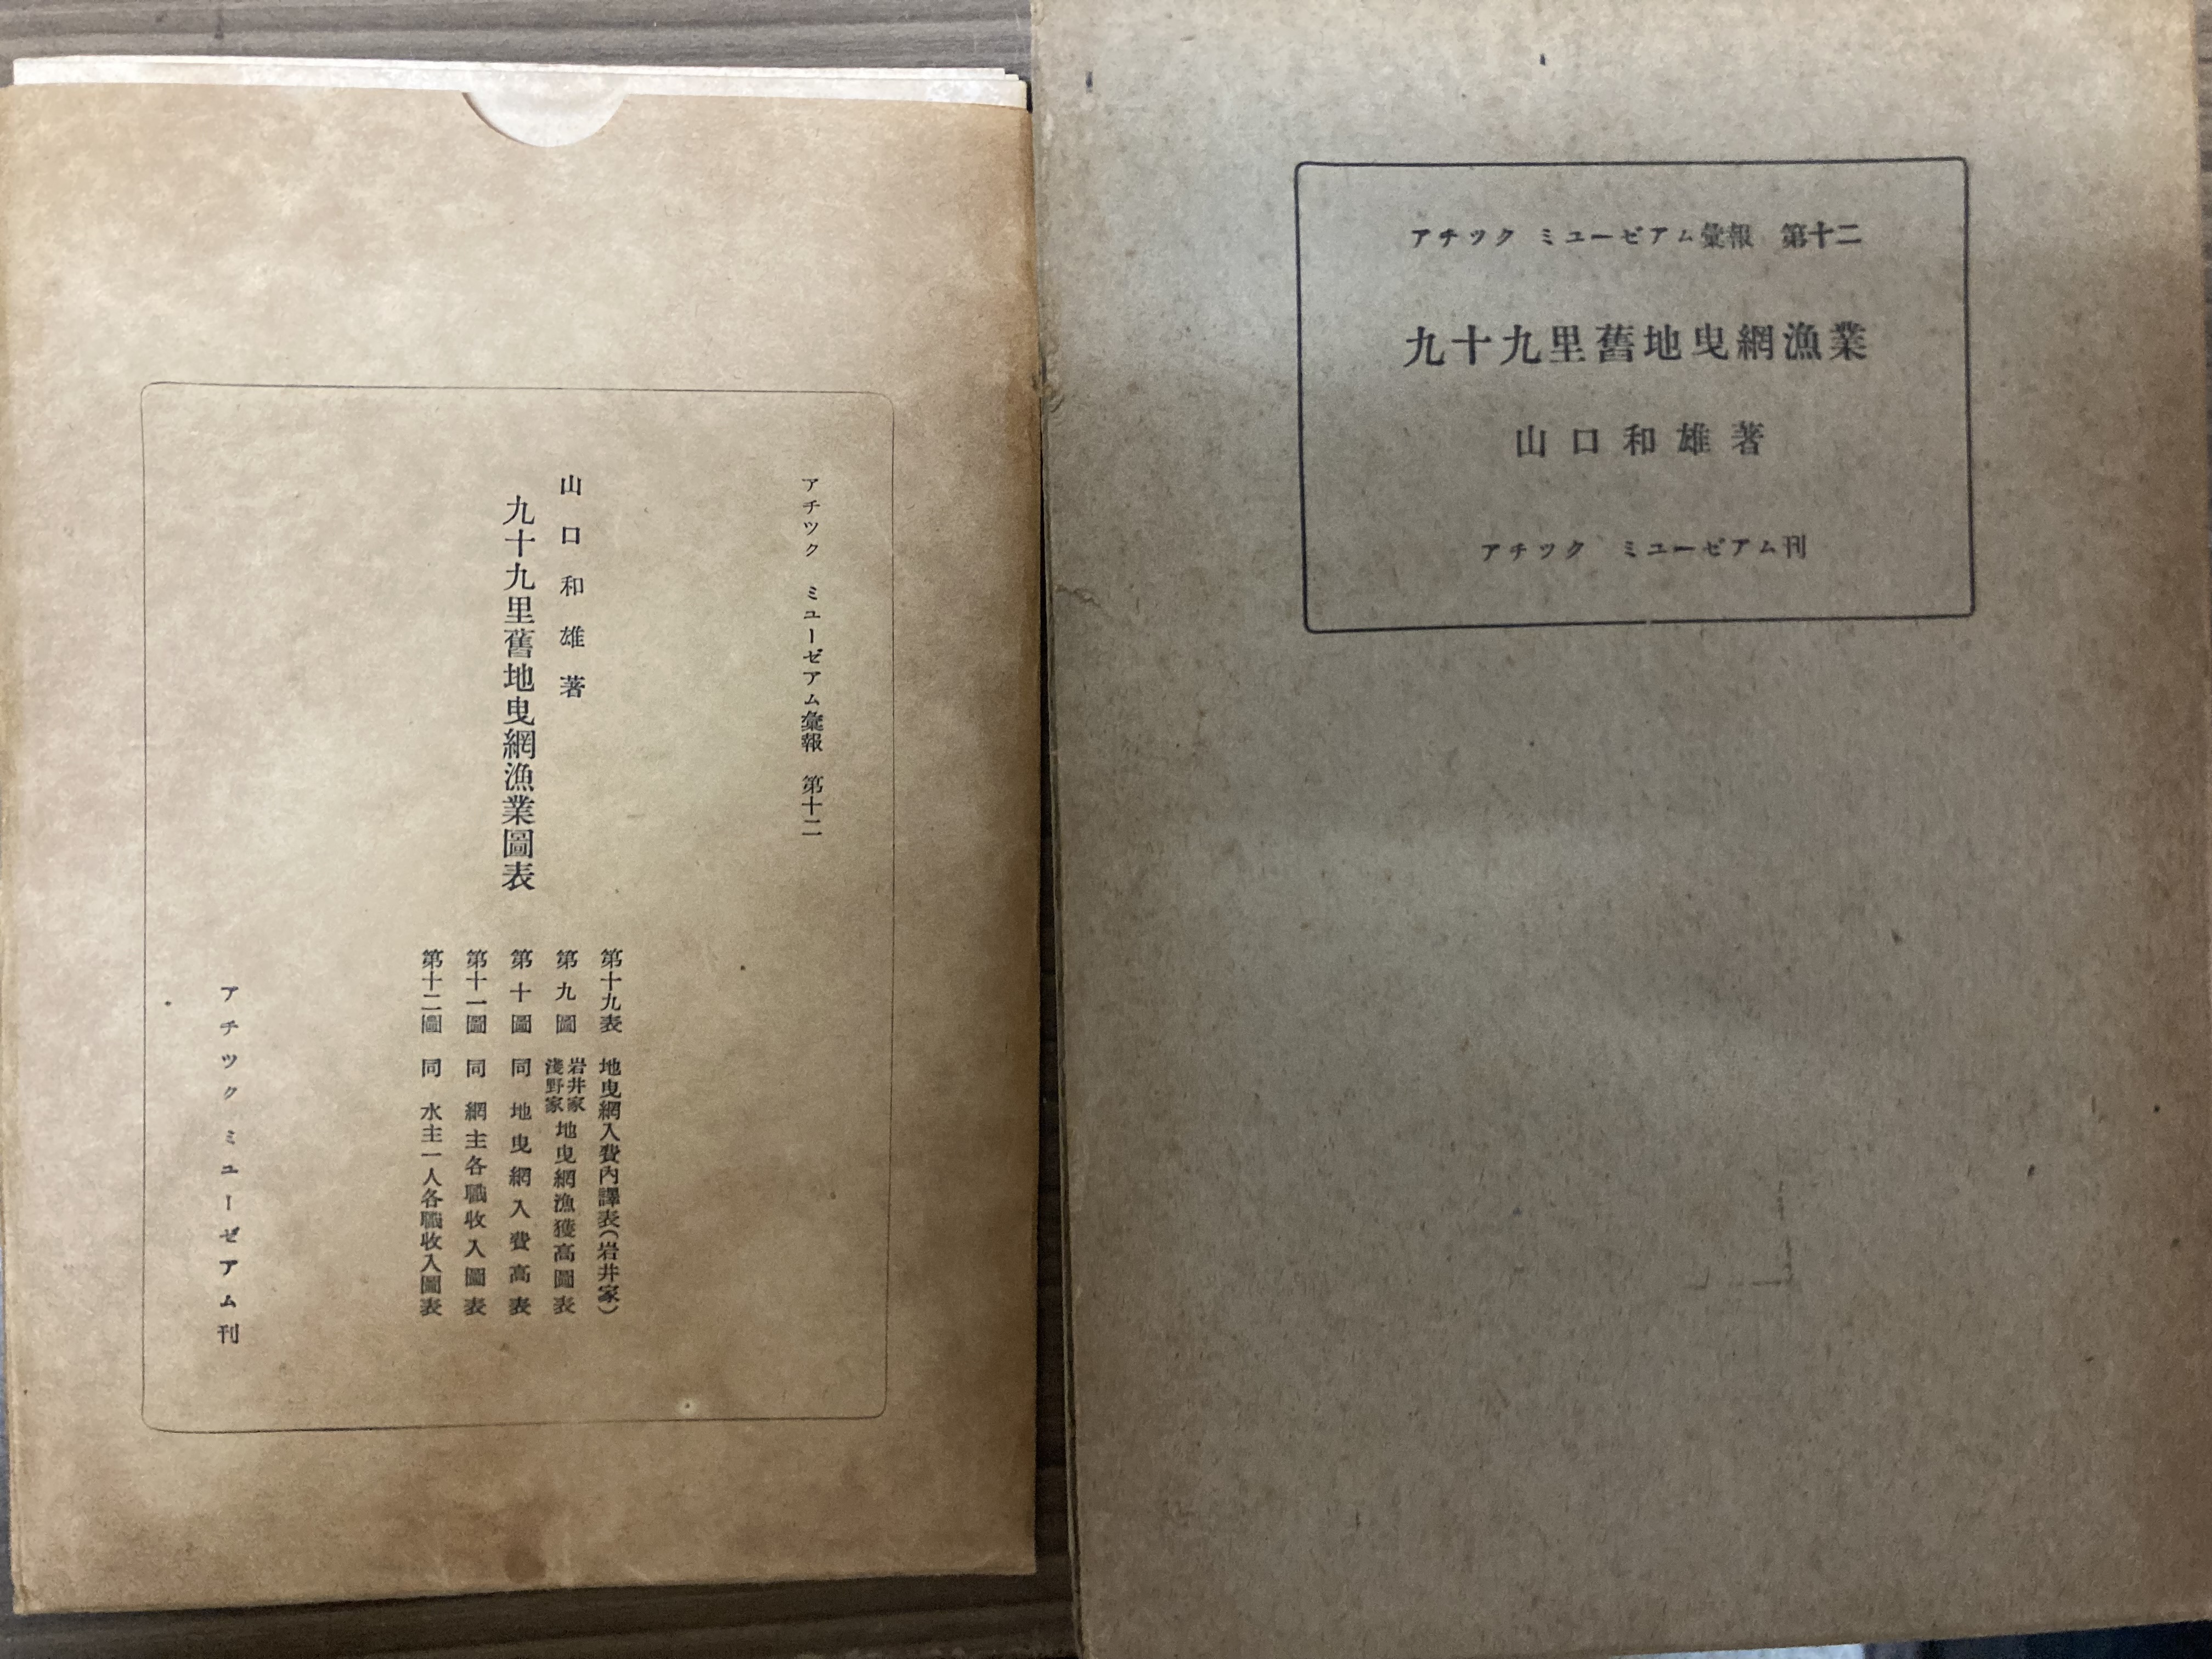 アチツク ミユーゼアム彙報 第十二
九十九里舊地曳網漁業
山口和雄著
アチツク ミユーゼアム刊
アチツク ミユーゼアム彙報 第十二
山口和雄著
九十九里舊地曳網漁業圖表
第十九表 地曳網入費內譯表(岩井家)
第九圖 岩井家 淺野家 地曳網漁獲高圖表
第十圖 同 地曳網入費高表
第十一圖 同 網主各職收入圖表
第十二圖 同 水主一人各職收入圖表
アチツクミユーゼアム刊